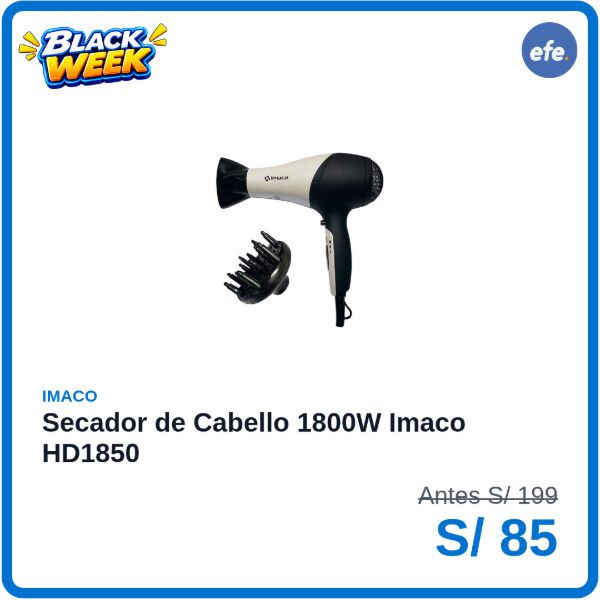 BLACK
WEEK
efe.
imaco
IMACO
Secador de Cabello 1800W Imaco
HD1850
Antes S/ 199
S/ 85